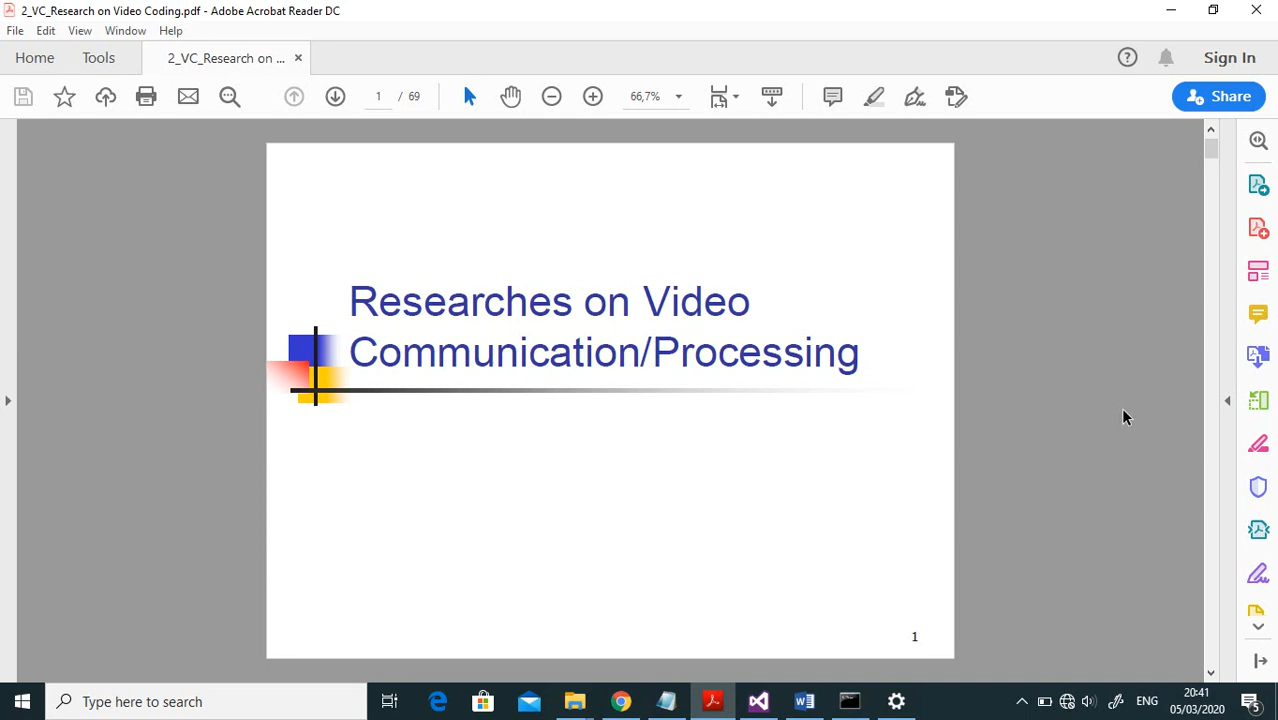 2_VC_Research on Video Coding.pdf - Adobe Acrobat Reader DC
File Edit View Window Help
Home Tools 2_VC_Research on ... × Sign In
1 / 69 66,7% Share
Researches on Video
Communication/Processing
1
Type here to search
ENG
20:41
05/03/2020
5